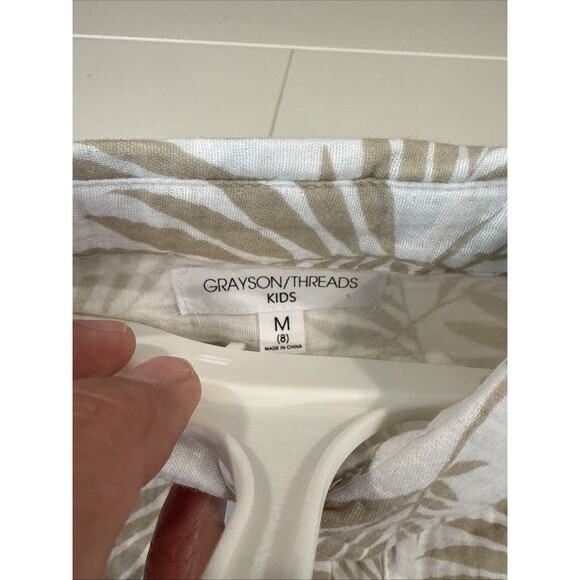 GRAYSON/THREADS
KIDS
M
(8)
MADE IN CHINA